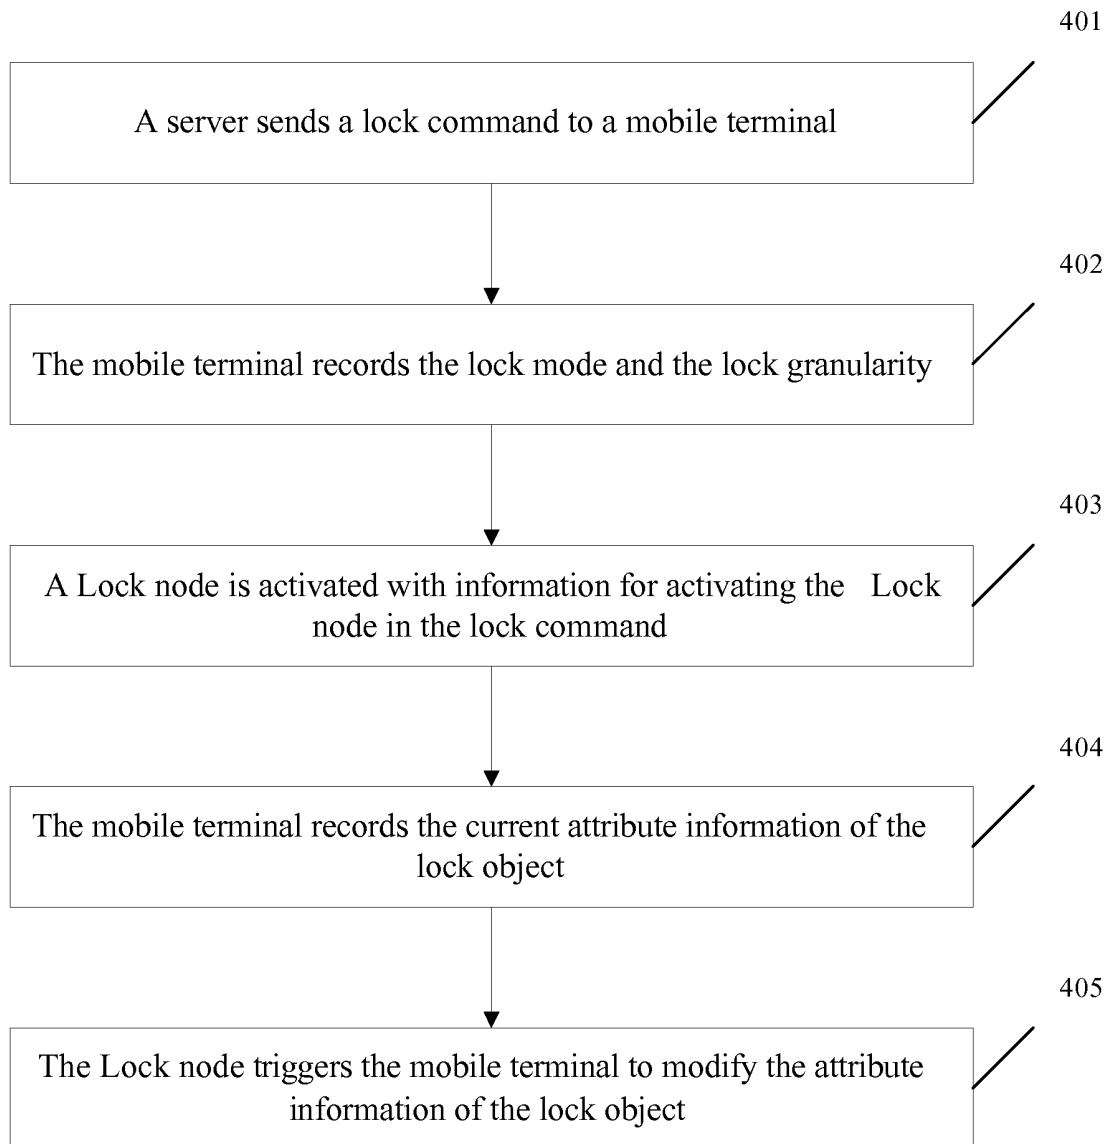 401
A server sends a lock command to a mobile terminal
402
The mobile terminal records the lock mode and the lock granularity
403
A Lock node is activated with information for activating the Lock
node in the lock command
404
The mobile terminal records the current attribute information of the
lock object
405
The Lock node triggers the mobile terminal to modify the attribute
information of the lock object